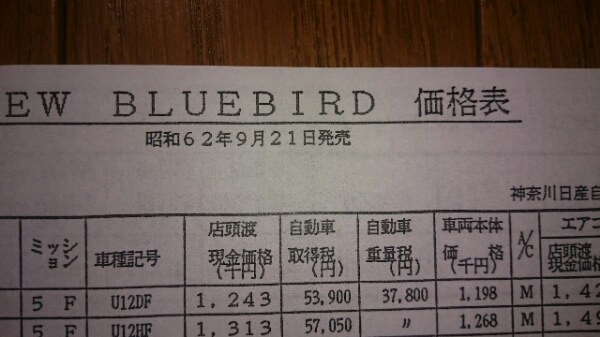 EW BLUEBIRD 価格表
昭和62年9月21日発売
神奈川日産自
ミッション 車種記号 店頭渡現金価格(千円) 自動車取得税(円) 自動車重量税(円) 車両本体価格(千円) A/C エアコ
店頭渡現金価格
5F U12DF 1,243 53,900 37,800 1,198 M 1,42
5F U12HF 1,313 57,050 〃 1,268 M 1,49